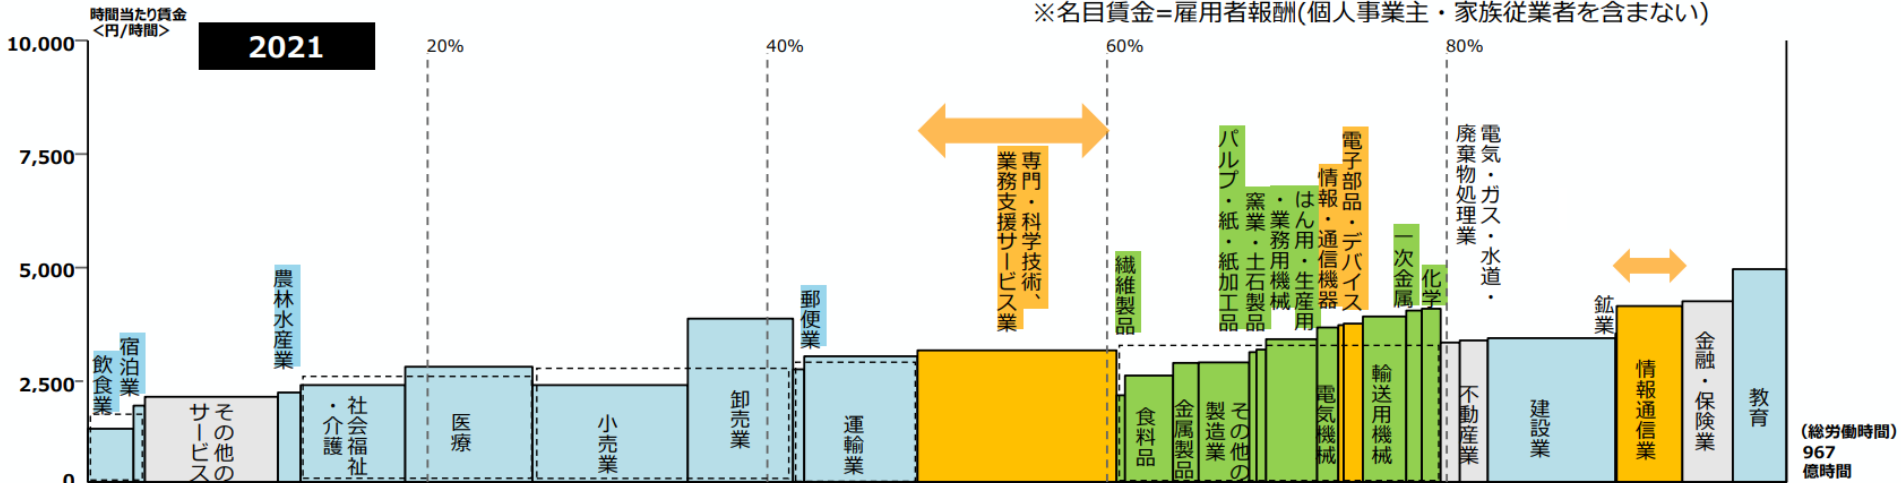 時間当たり賃金
<円/時間>
※名目賃金=雇用者報酬(個人事業主・家族従業者を含まない)
2021
10,000
7,500
5,000
2,500
0
20%
40%
60%
80%
飲食業
宿泊業
その他の
サービス
農林水産業
社会福祉
・介護
医療
小売業
卸売業
郵便業
運輸業
専門・科学技術、
業務支援サービス業
繊維製品
食料品
金属製品
その他の
製造業
パルプ・紙・紙加工品
窯業・土石製品
はん用・生産用
・業務用機械
電気機械
情報・通信機器
電子部品・デバイス
輸送用機械
一次金属
化学
電気・ガス・水道・
廃棄物処理業
不動産業
建設業
鉱業
情報通信業
金融・保険業
教育
(総労働時間)
967
億時間